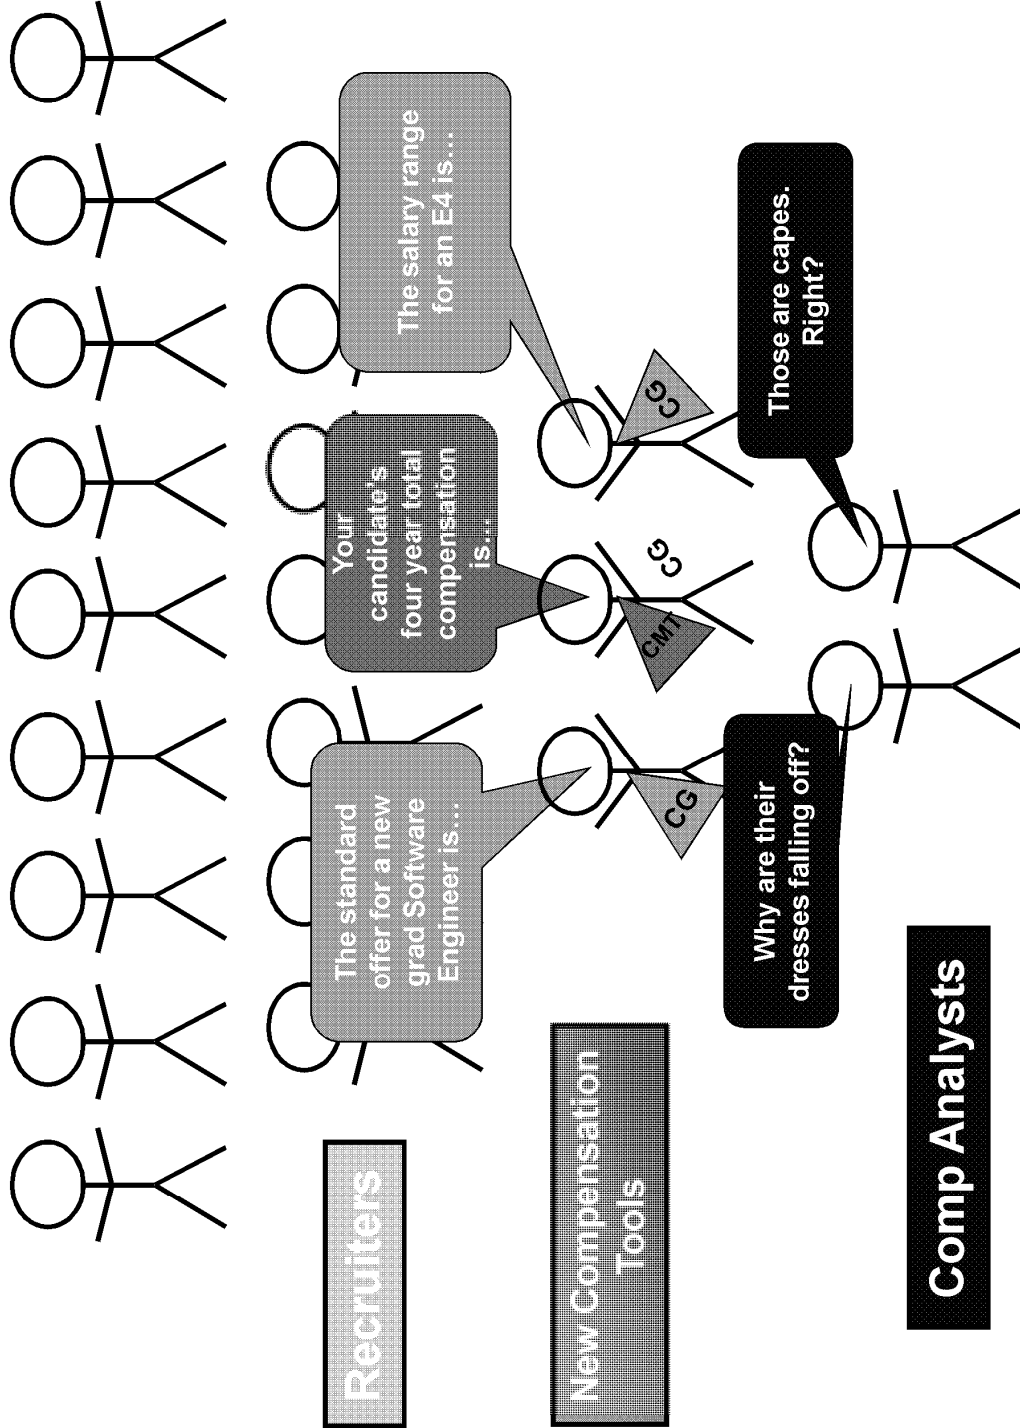 Recruiters
The standard
offer for a new
grad Software
Engineer is...
Your
candidate's
four year total
compensation
is...
The salary range
for an E4 is...
New Compensation
Tools
CG
CMT
CG
CG
Why are their
dresses falling off?
Those are capes.
Right?
Comp Analysts